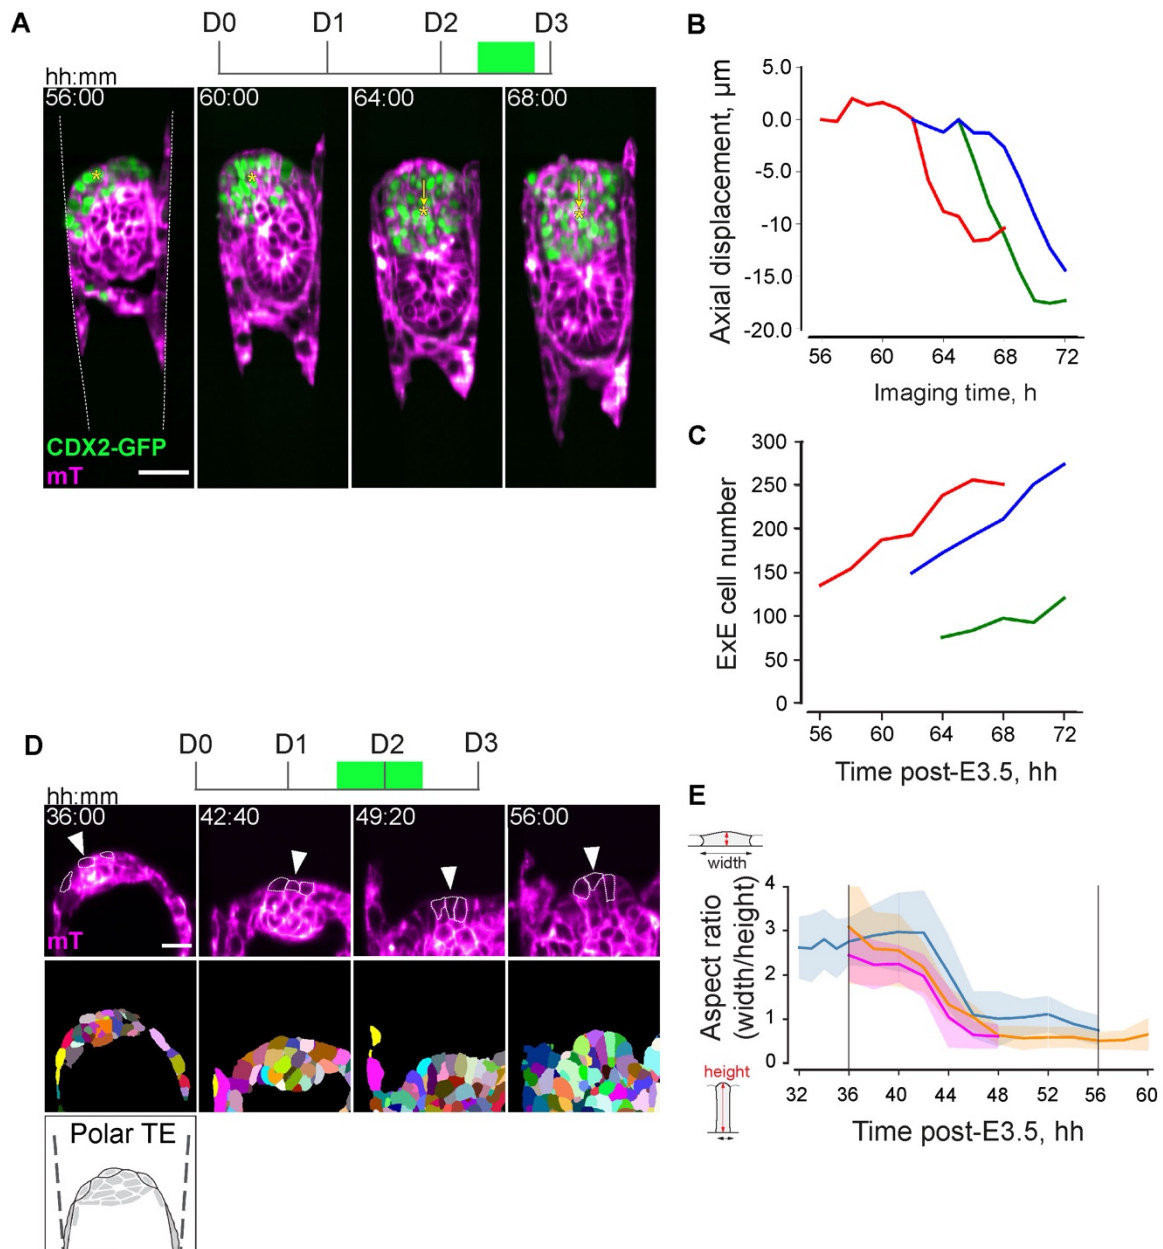 A
D0 D1 D2 D3
hh:mm
56:00 60:00 64:00 68:00
*
*
*
*
CDX2-GFP
mT
B
Axial displacement, µm
5.0
0.0
-5.0
-10
-15.0
-20.0
56 60 64 68 72
Imaging time, h
C
ExE cell number
300
250
200
150
100
50
0
56 60 64 68 72
Time post-E3.5, hh
D
D0 D1 D2 D3
hh:mm
36:00 42:40 49:20 56:00
mT
Polar TE
E
width
height
Aspect ratio
(width/height)
4
3
2
1
0
32 36 40 44 48 52 56 60
Time post-E3.5, hh